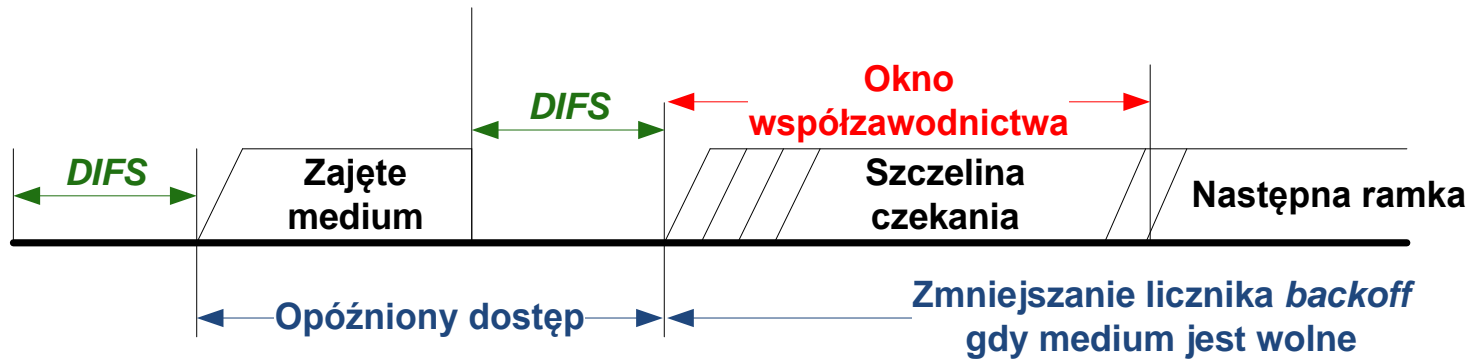 DIFS
Zajęte
medium
DIFS
Okno
współzawodnictwa
Szczelina
czekania
Następna ramka
Opóźniony dostęp
Zmniejszanie licznika backoff
gdy medium jest wolne